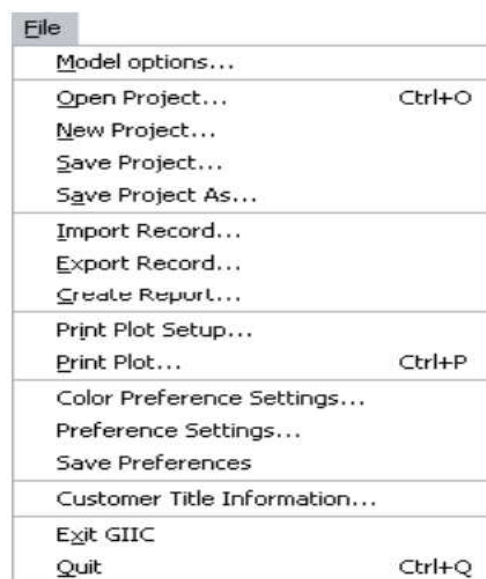 File
Model options...
Open Project... Ctrl+O
New Project...
Save Project...
Save Project As...
Import Record...
Export Record...
Create Report...
Print Plot Setup...
Print Plot... Ctrl+P
Color Preference Settings...
Preference Settings...
Save Preferences
Customer Title Information...
Exit GIIC
Quit Ctrl+Q